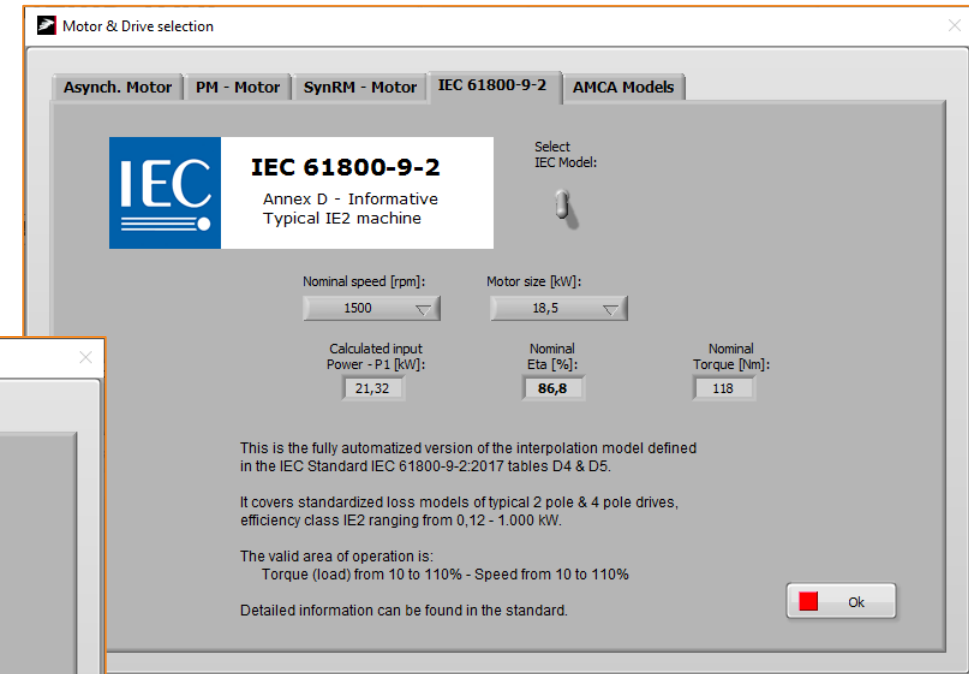 Motor & Drive selection
Asynch. Motor
PM - Motor
SynRM - Motor
IEC 61800-9-2
AMCA Models
IEC
IEC 61800-9-2
Annex D - Informative
Typical IE2 machine
Select
IEC Model:
Nominal speed [rpm]:
Motor size [kW]:
1500
18,5
Calculated input
Power - P1 [kW]:
Nominal
Eta [%]:
Nominal
Torque [Nm]:
21,32
86,8
118
This is the fully automatized version of the interpolation model defined
in the IEC Standard IEC 61800-9-2:2017 tables D4 & D5.
It covers standardized loss models of typical 2 pole & 4 pole drives,
efficiency class IE2 ranging from 0,12 - 1.000 kW.
The valid area of operation is:
Torque (load) from 10 to 110% - Speed from 10 to 110%
Detailed information can be found in the standard.
Ok